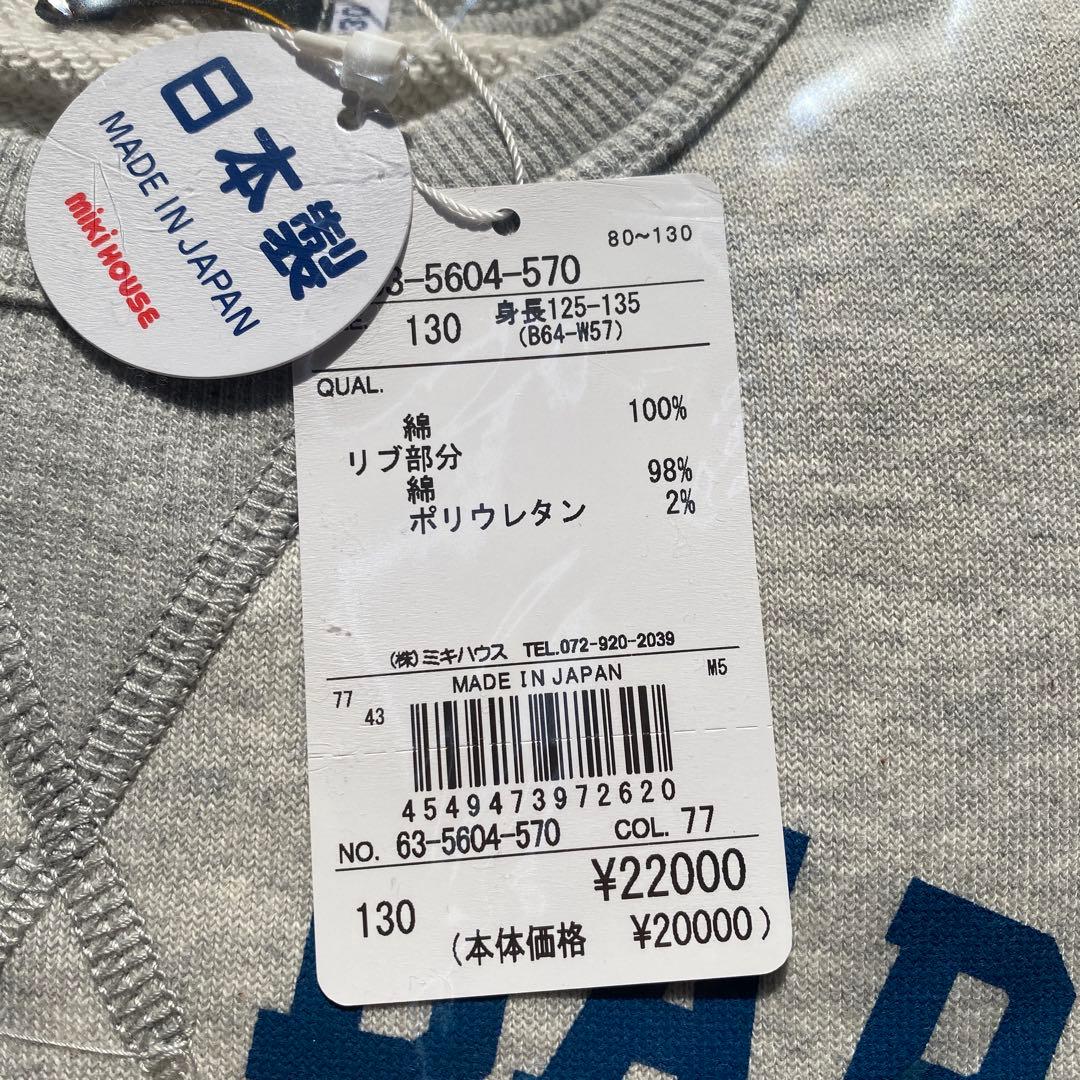 日本製
MADE IN JAPAN
miki HOUSE
80~130
3-5604-570
130 身長125-135
(B64-W57)
QUAL.
綿 100%
リブ部分
綿 98%
ポリウレタン 2%
(株)ミキハウス TEL.072-920-2039
MADE IN JAPAN M5
77
43
4549473972620
NO. 63-5604-570 COL. 77
¥22000
130
(本体価格 ¥20000)